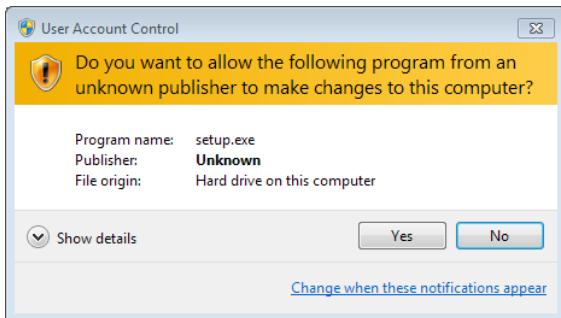 User Account Control
Do you want to allow the following program from an
unknown publisher to make changes to this computer?
Program name: setup.exe
Publisher: Unknown
File origin: Hard drive on this computer
Show details
Yes
No
Change when these notifications appear